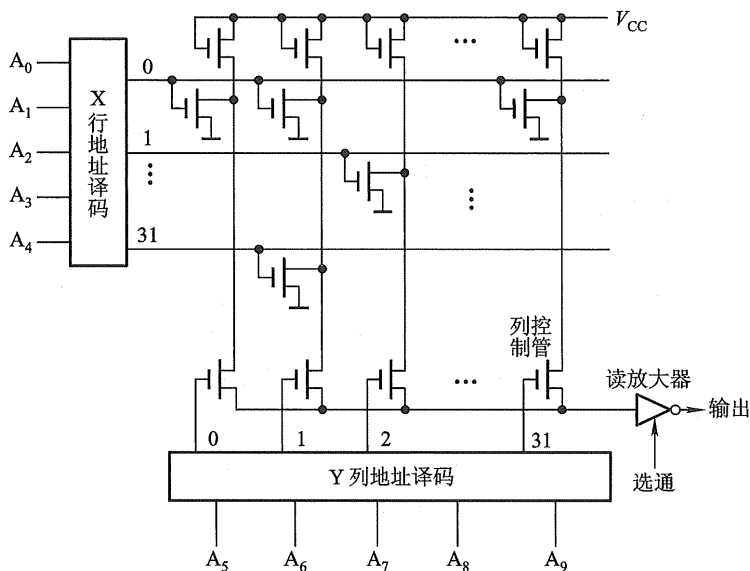 V_CC
A_0
A_1
A_2
A_3
A_4
X
行
地
址
译
码
0
1
⋮
31
…
⋮
列控
制管
…
读放大器
输出
选通
0
1
2
31
Y 列地址译码
A_5
A_6
A_7
A_8
A_9